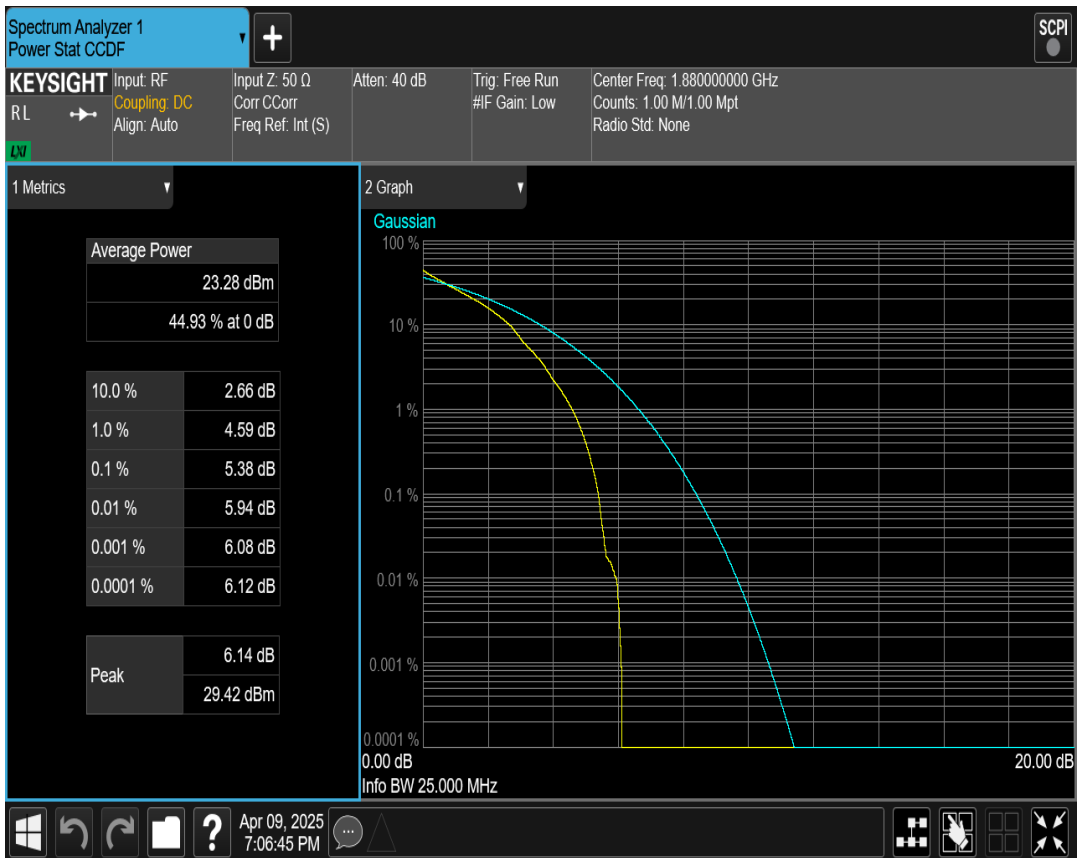 Spectrum Analyzer 1
Power Stat CCDF
SCPI
KEYSIGHT
RL
LXI
Input: RF
Coupling: DC
Align: Auto
Input Z: 50 Ω
Corr CCorr
Freq Ref: Int (S)
Atten: 40 dB
Trig: Free Run
#IF Gain: Low
Center Freq: 1.880000000 GHz
Counts: 1.00 M/1.00 Mpt
Radio Std: None
1 Metrics
Average Power
23.28 dBm
44.93 % at 0 dB
10.0 % 2.66 dB
1.0 % 4.59 dB
0.1 % 5.38 dB
0.01 % 5.94 dB
0.001 % 6.08 dB
0.0001 % 6.12 dB
Peak
6.14 dB
29.42 dBm
2 Graph
Gaussian
100 %
10 %
1 %
0.1 %
0.01 %
0.001 %
0.0001 %
0.00 dB
20.00 dB
Info BW 25.000 MHz
?
Apr 09, 2025
7:06:45 PM